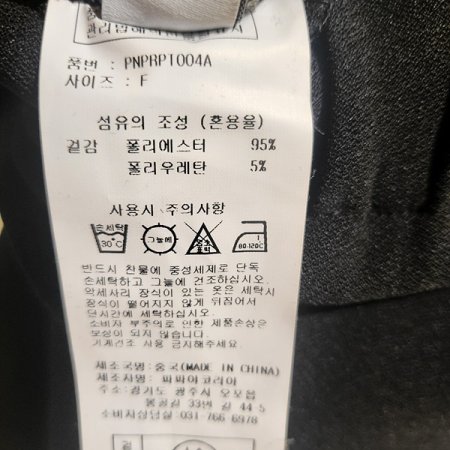 품번 : PNPRPT004A
사이즈 : F
섬유의 조성 (혼용율)
겉감 폴리에스터 95%
폴리우레탄 5%
사용시 주의사항
손세탁
30℃
그늘에
1
80-120℃
반드시 찬물에 중성세제로 단독
손세탁하고 그늘에 건조하십시오.
악세사리 장식이 있는 옷은 세탁시
장식이 떨어지지 않게 뒤집어서
단시간에 세탁하십시오.
소비자 부주의로 인한 제품손상은
보상이 되지 않습니다.
기계건조 사용 금지해주세요.
제조국명: 중국(MADE IN CHINA)
제조자명: 파파야코리아
주소: 경기도 광주시 오포읍
33번 길 44-5
소비자상담실 031-766 6978